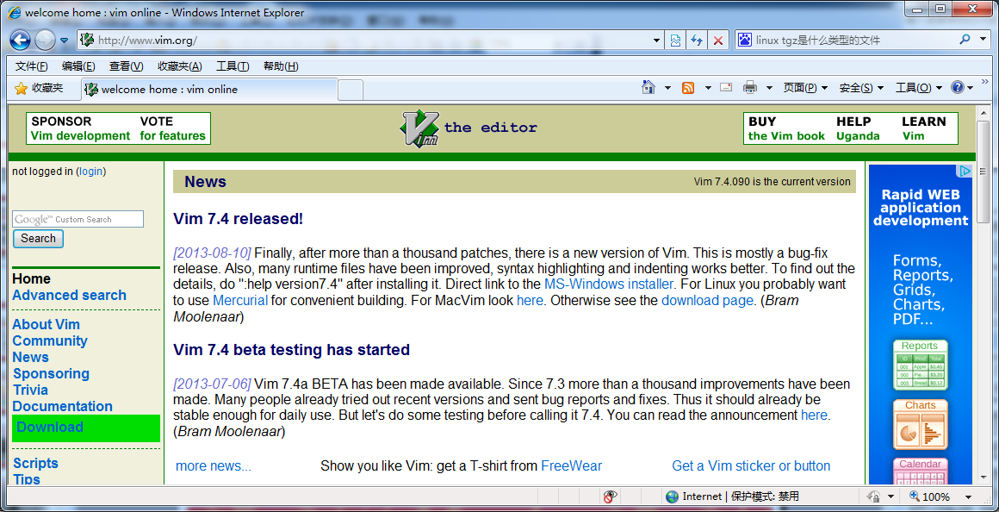 welcome home : vim online - Windows Internet Explorer
http://www.vim.org/
linux tgz是什么类型的文件
文件(F) 编辑(E) 查看(V) 收藏夹(A) 工具(T) 帮助(H)
收藏夹 welcome home : vim online 页面(P) 安全(S) 工具(O)
SPONSOR VOTE
Vim development for features
Vim the editor
BUY HELP LEARN
the Vim book Uganda Vim
not logged in (login)
Google™ Custom Search
Search
Home
Advanced search
About Vim
Community
News
Sponsoring
Trivia
Documentation
Download
Scripts
Tips
News Vim 7.4.090 is the current version
Vim 7.4 released!
[2013-08-10] Finally, after more than a thousand patches, there is a new version of Vim. This is mostly a bug-fix
release. Also, many runtime files have been improved, syntax highlighting and indenting works better. To find out the
details, do ":help version7.4" after installing it. Direct link to the MS-Windows installer. For Linux you probably want
to use Mercurial for convenient building. For MacVim look here. Otherwise see the download page. (Bram
Moolenaar)
Vim 7.4 beta testing has started
[2013-07-06] Vim 7.4a BETA has been made available. Since 7.3 more than a thousand improvements have been
made. Many people already tried out recent versions and sent bug reports and fixes. Thus it should already be
stable enough for daily use. But let's do some testing before calling it 7.4. You can read the announcement here.
(Bram Moolenaar)
more news... Show you like Vim: get a T-shirt from FreeWear Get a Vim sticker or button
Rapid WEB
application
development
Forms,
Reports,
Grids,
Charts,
PDF...
Reports
Charts
Calendar
Internet | 保护模式: 禁用
100%